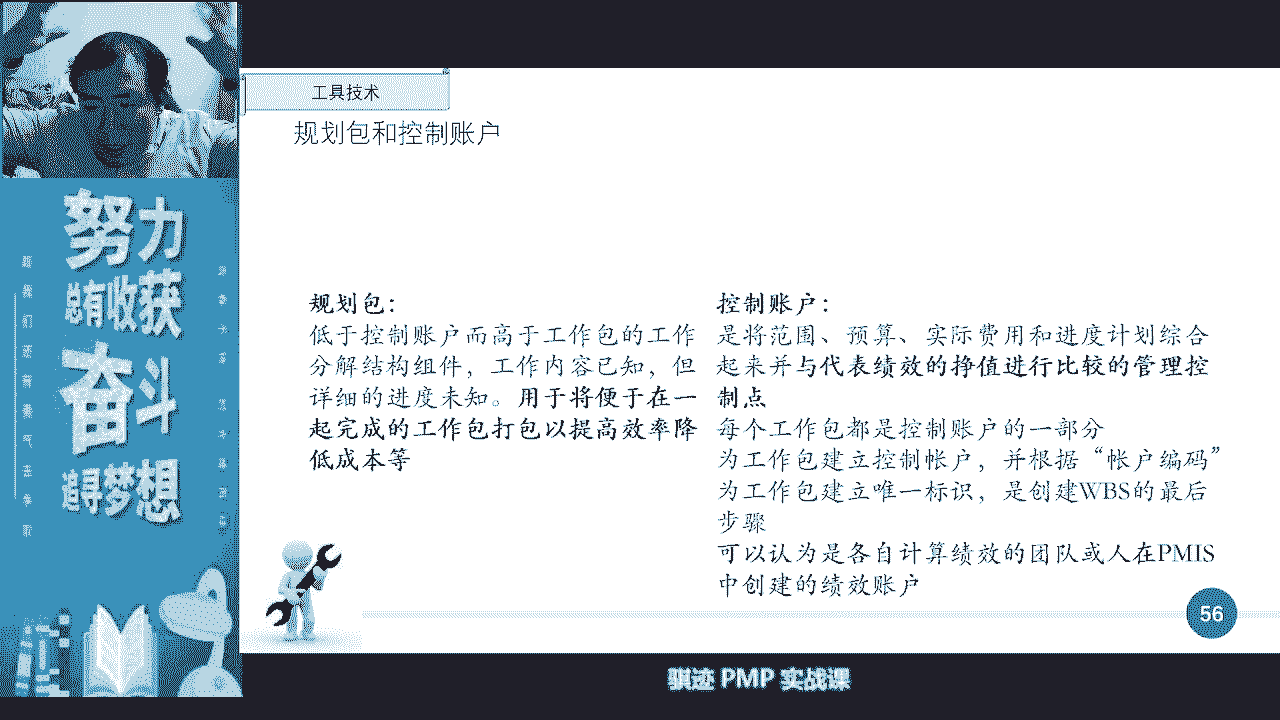 工具技术
规划包和控制账户
规划包：
低于控制账户而高于工作包的工作
分解结构组件，工作内容已知，但
详细的进度未知。用于将便于在一
起完成的工作包打包以提高效率降
低成本等
控制账户：
是将范围、预算、实际费用和进度计划综合
起来并与代表绩效的挣值进行比较的管理控
制点
每个工作包都是控制账户的一部分
为工作包建立控制帐户，并根据“帐户编码”
为工作包建立唯一标识，是创建WBS的最后
步骤
可以认为是各自计算绩效的团队或人在PMIS
中创建的绩效账户
56
努力
总有收获
奋斗
追寻梦想
骐迹 PMP 实战课